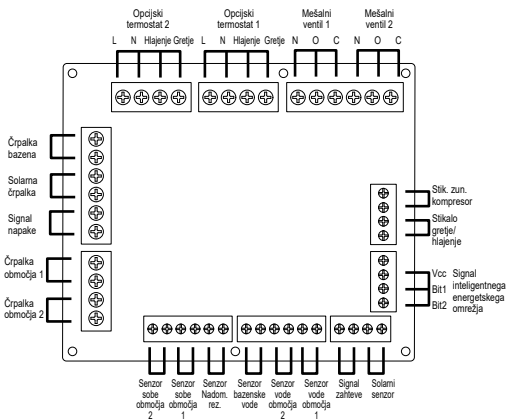 Opcijski
termostat 2
Opcijski
termostat 1
Mešalni
ventil 1
Mešalni
ventil 2
L N Hlajenje Gretje L N Hlajenje Gretje N O C N O C
Črpalka
bazena
Solarna
črpalka
Signal
napake
Črpalka
območja 1
Črpalka
območja 2
Stik. zun.
kompresor
Stikalo
gretje/
hlajenje
Vcc
Bit1
Bit2
Signal
inteligentnega
energetskega
omrežja
Senzor
sobe
območja
2
Senzor
sobe
območja
1
Senzor
Nadom.
rez.
Senzor
bazenske
vode
Senzor
vode
območja
2
Senzor
vode
območja
1
Signal
zahteve
Solarni
senzor